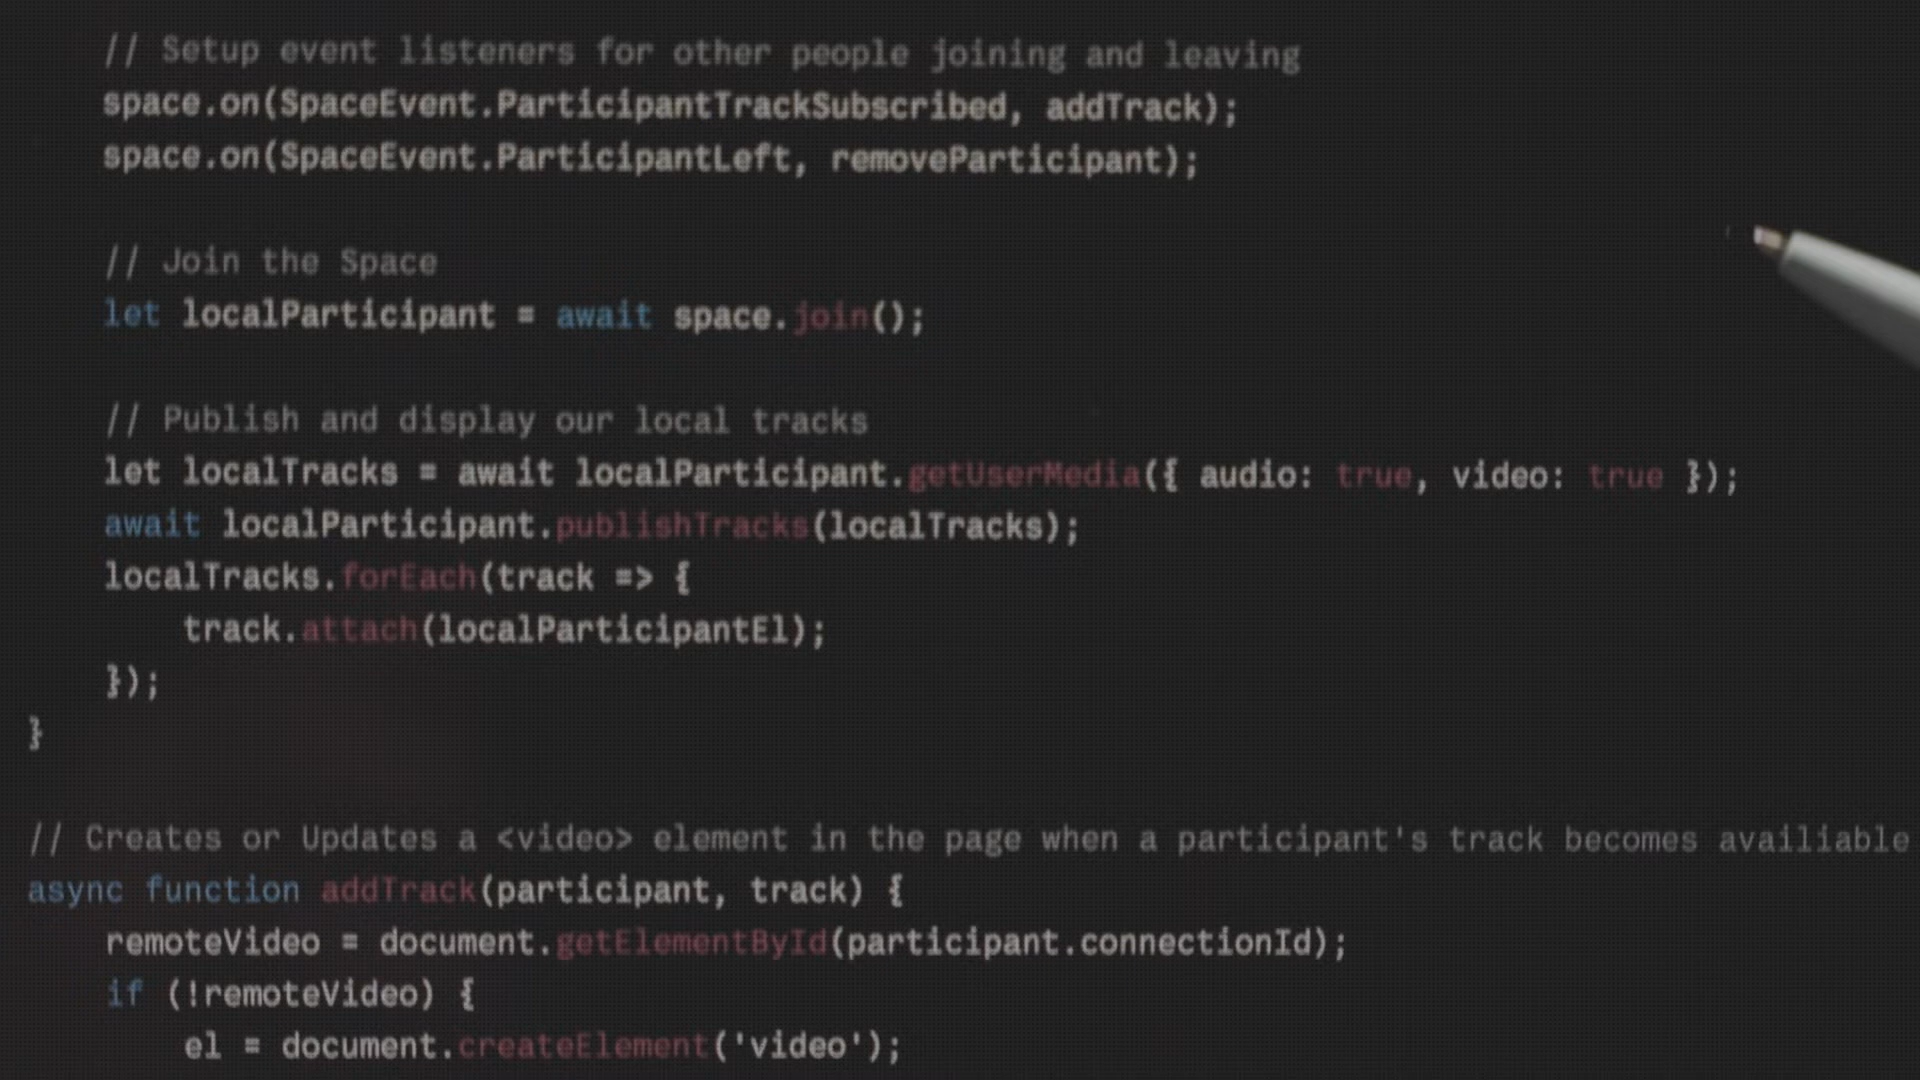 // Setup event listeners for other people joining and leaving
space.on(SpaceEvent.ParticipantTrackSubscribed, addTrack);
space.on(SpaceEvent.ParticipantLeft, removeParticipant);
// Join the Space
let localParticipant = await space.join();
// Publish and display our local tracks
let localTracks = await localParticipant.getUserMedia({ audio: true, video: true });
await localParticipant.publishTracks(localTracks);
localTracks.forEach(track => {
track.attach(localParticipantEl);
});
}
// Creates or Updates a <video> element in the page when a participant's track becomes availiable
async function addTrack(participant, track) {
remoteVideo = document.getElementById(participant.connectionId);
if (!remoteVideo) {
el = document.createElement('video');